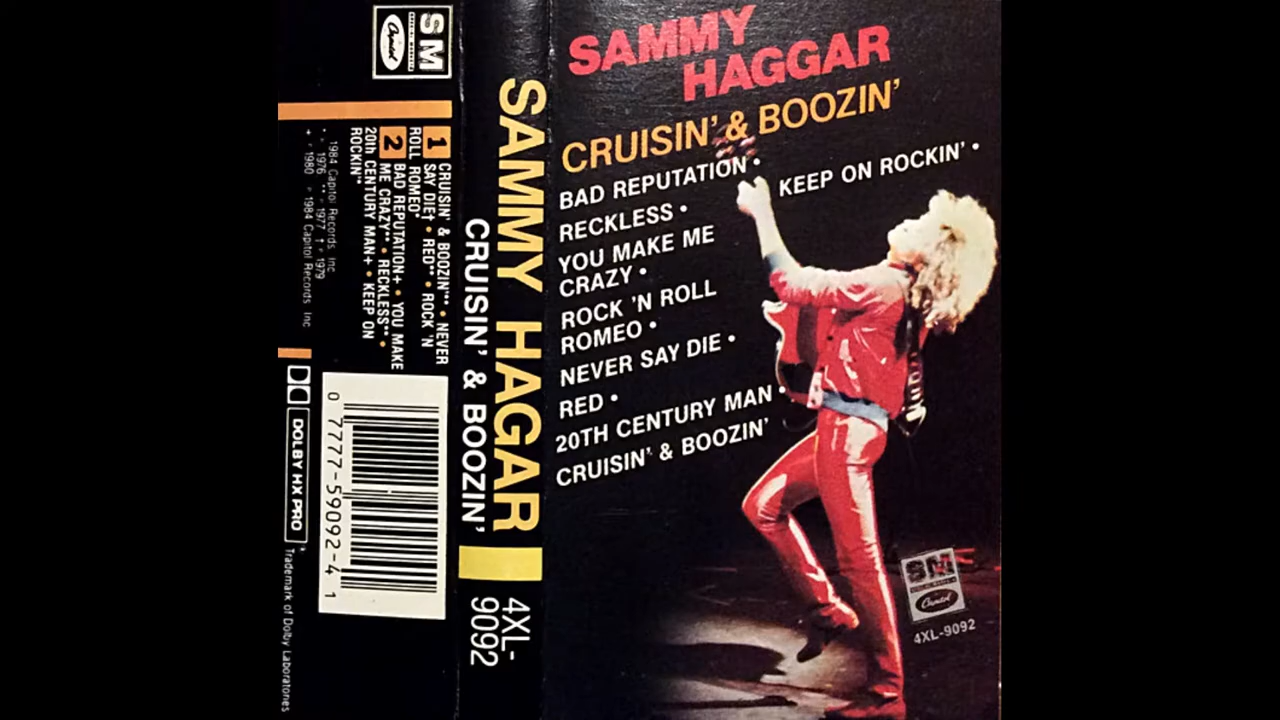 SAMMY
HAGGAR
CRUISIN' & BOOZIN'
BAD REPUTATION •
KEEP ON ROCKIN' •
RECKLESS •
YOU MAKE ME
CRAZY •
ROCK 'N ROLL
ROMEO •
NEVER SAY DIE •
RED •
20TH CENTURY MAN •
CRUISIN' & BOOZIN'
SM
Capitol
4XL-9092
SAMMY HAGAR
CRUISIN' & BOOZIN'
4XL-
9092
SM
Capitol
1 CRUISIN' & BOOZIN'** • NEVER
SAY DIE† • RED** • ROCK 'N
ROLL ROMEO*
2 BAD REPUTATION+ • YOU MAKE
ME CRAZY** • RECKLESS** •
20th CENTURY MAN+ • KEEP ON
ROCKIN'*
1984 Capitol Records, Inc.
1976 ** 1977 † 1979
+ 1980 1984 Capitol Records Inc
0 7777-59092-4 1
DOLBY HX PRO
Trademark of Dolby Laboratories